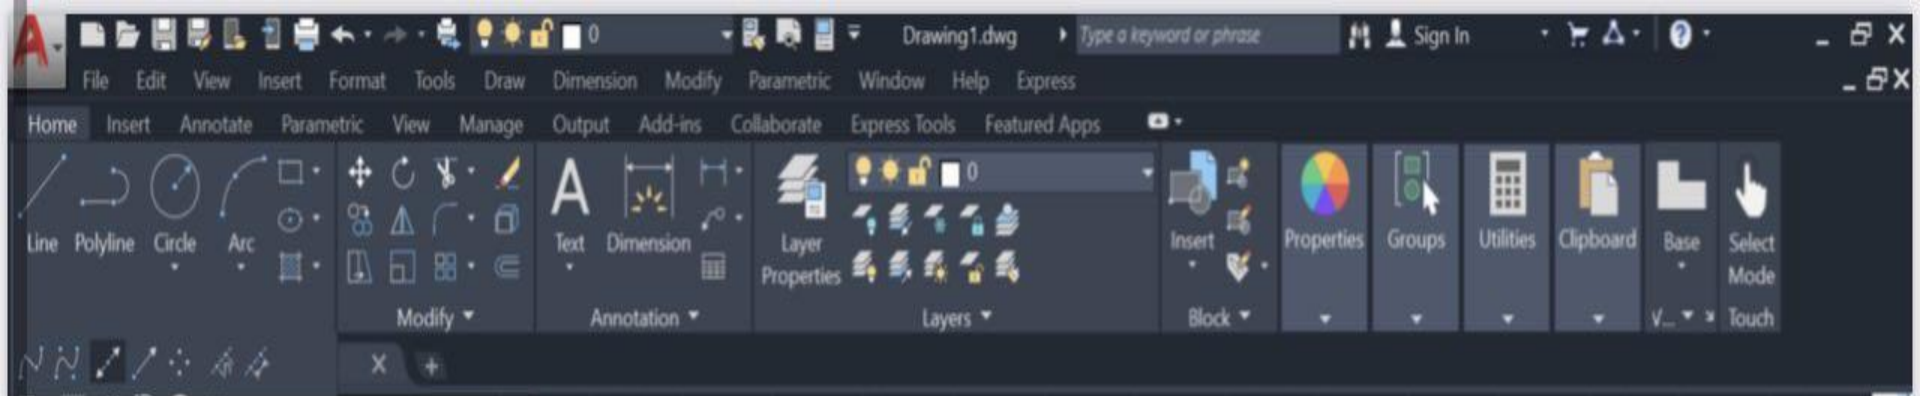 A 0 Drawing1.dwg Type a keyword or phrase Sign In ?
File Edit View Insert Format Tools Draw Dimension Modify Parametric Window Help Express
Home Insert Annotate Parametric View Manage Output Add-ins Collaborate Express Tools Featured Apps
0
Line Polyline Circle Arc A Text Dimension Layer Properties Insert Properties Groups Utilities Clipboard Base Select Mode
Modify Annotation Layers Block V... Touch